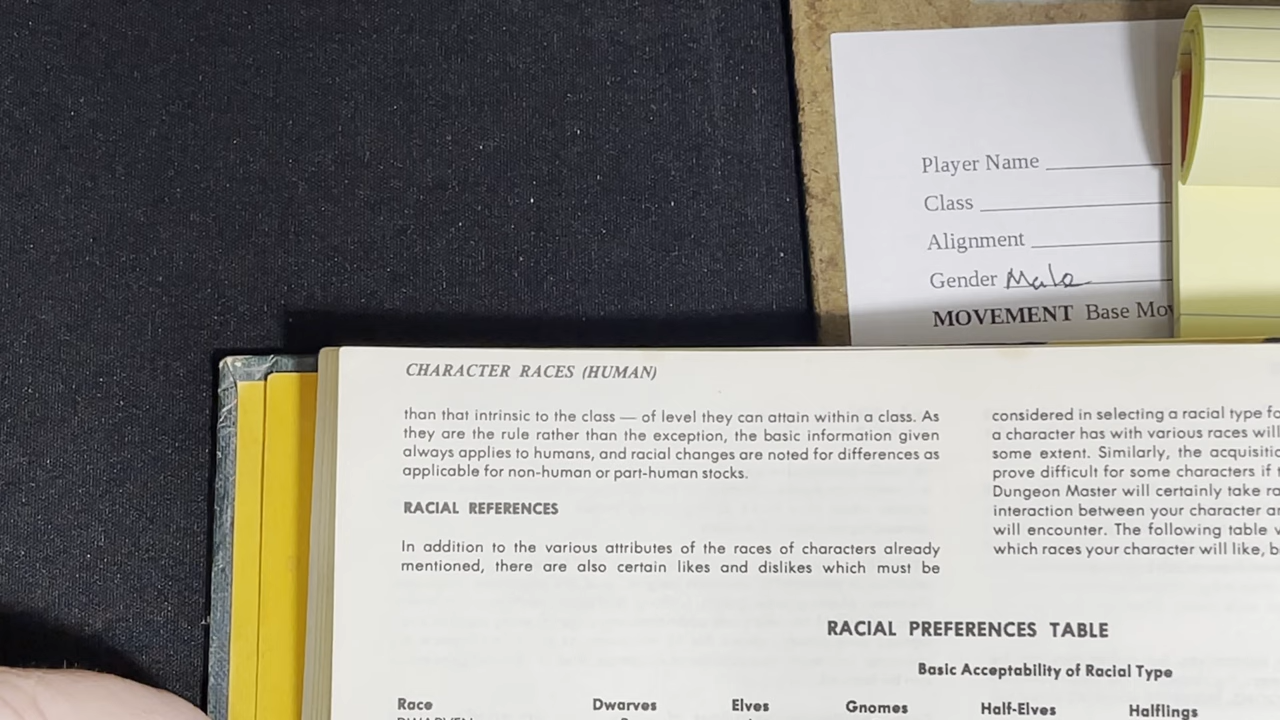 Player Name
Class
Alignment
Gender Male
MOVEMENT Base
CHARACTER RACES (HUMAN)
than that intrinsic to the class — of level they can attain within a class. As
they are the rule rather than the exception, the basic information given
always applies to humans, and racial changes are noted for differences as
applicable for non-human or part-human stocks.
RACIAL REFERENCES
In addition to the various attributes of the races of characters already
mentioned, there are also certain likes and dislikes which must be
considered in selecting a racial type
a character has with various races will
some extent. Similarly, the
prove difficult for some characters if
Dungeon Master will certainly take
interaction between your character
will encounter. The following table
which races your character will like,
RACIAL PREFERENCES TABLE
Basic Acceptability of Racial Type
Race Dwarves Elves Gnomes Half-Elves Halflings